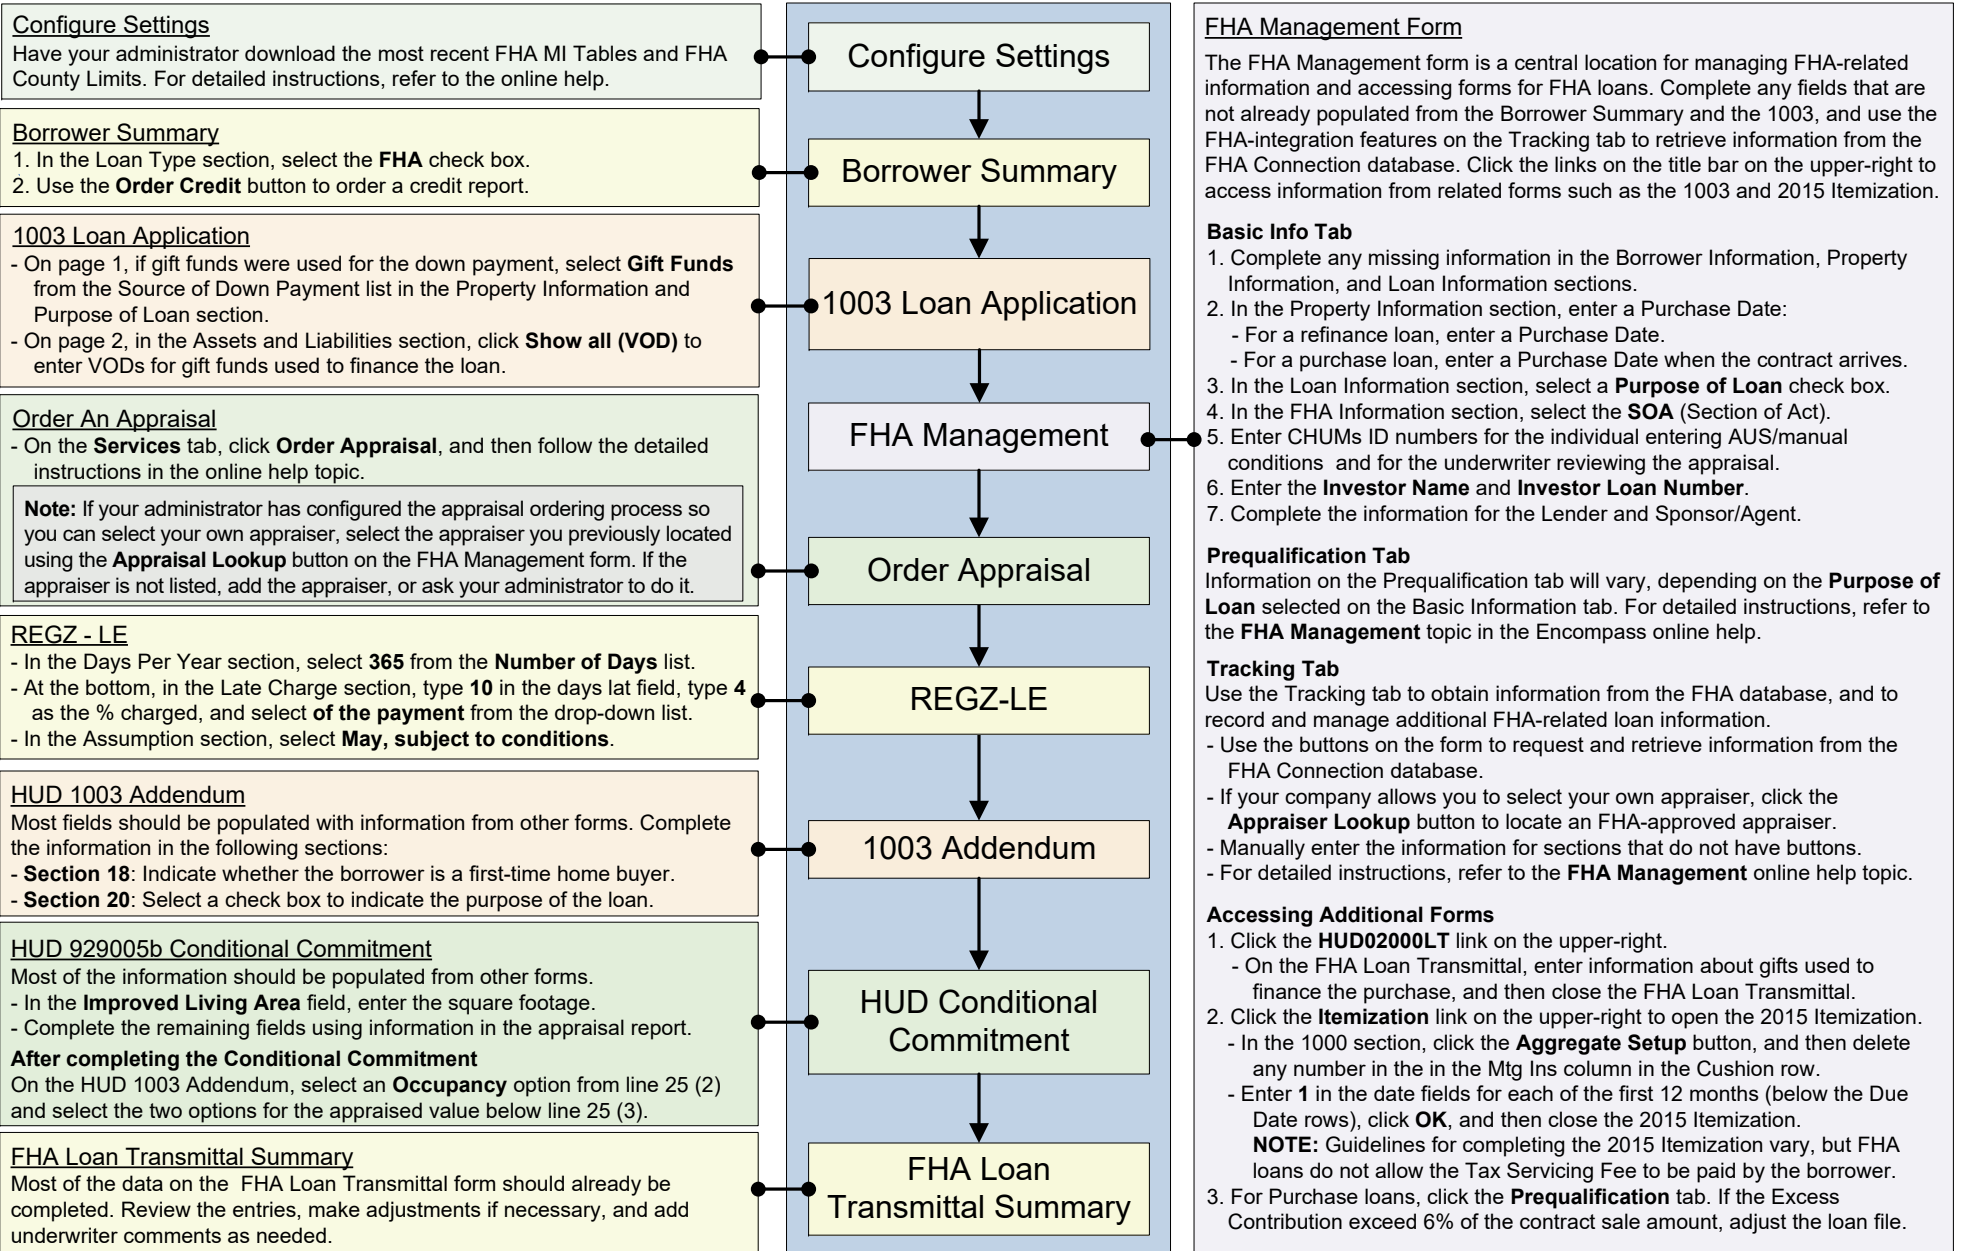 Configure Settings
Have your administrator download the most recent FHA MI Tables and FHA
County Limits. For detailed instructions, refer to the online help.
Borrower Summary
1. In the Loan Type section, select the FHA check box.
2. Use the Order Credit button to order a credit report.
1003 Loan Application
- On page 1, if gift funds were used for the down payment, select Gift Funds
from the Source of Down Payment list in the Property Information and
Purpose of Loan section.
- On page 2, in the Assets and Liabilities section, click Show all (VOD) to
enter VODs for gift funds used to finance the loan.
Order An Appraisal
- On the Services tab, click Order Appraisal, and then follow the detailed
instructions in the online help topic.
Note: If your administrator has configured the appraisal ordering process so
you can select your own appraiser, select the appraiser you previously located
using the Appraisal Lookup button on the FHA Management form. If the
appraiser is not listed, add the appraiser, or ask your administrator to do it.
REGZ - LE
- In the Days Per Year section, select 365 from the Number of Days list.
- At the bottom, in the Late Charge section, type 10 in the days lat field, type 4
as the % charged, and select of the payment from the drop-down list.
- In the Assumption section, select May, subject to conditions.
HUD 1003 Addendum
Most fields should be populated with information from other forms. Complete
the information in the following sections:
- Section 18: Indicate whether the borrower is a first-time home buyer.
- Section 20: Select a check box to indicate the purpose of the loan.
HUD 929005b Conditional Commitment
Most of the information should be populated from other forms.
- In the Improved Living Area field, enter the square footage.
- Complete the remaining fields using information in the appraisal report.
After completing the Conditional Commitment
On the HUD 1003 Addendum, select an Occupancy option from line 25 (2)
and select the two options for the appraised value below line 25 (3).
FHA Loan Transmittal Summary
Most of the data on the FHA Loan Transmittal form should already be
completed. Review the entries, make adjustments if necessary, and add
underwriter comments as needed.
Configure Settings
Borrower Summary
1003 Loan Application
FHA Management
Order Appraisal
REGZ-LE
1003 Addendum
HUD Conditional
Commitment
FHA Loan
Transmittal Summary
FHA Management Form
The FHA Management form is a central location for managing FHA-related
information and accessing forms for FHA loans. Complete any fields that are
not already populated from the Borrower Summary and the 1003, and use the
FHA-integration features on the Tracking tab to retrieve information from the
FHA Connection database. Click the links on the title bar on the upper-right to
access information from related forms such as the 1003 and 2015 Itemization.
Basic Info Tab
1. Complete any missing information in the Borrower Information, Property
Information, and Loan Information sections.
2. In the Property Information section, enter a Purchase Date:
- For a refinance loan, enter a Purchase Date.
- For a purchase loan, enter a Purchase Date when the contract arrives.
3. In the Loan Information section, select a Purpose of Loan check box.
4. In the FHA Information section, select the SOA (Section of Act).
5. Enter CHUMs ID numbers for the individual entering AUS/manual
conditions and for the underwriter reviewing the appraisal.
6. Enter the Investor Name and Investor Loan Number.
7. Complete the information for the Lender and Sponsor/Agent.
Prequalification Tab
Information on the Prequalification tab will vary, depending on the Purpose of
Loan selected on the Basic Information tab. For detailed instructions, refer to
the FHA Management topic in the Encompass online help.
Tracking Tab
Use the Tracking tab to obtain information from the FHA database, and to
record and manage additional FHA-related loan information.
- Use the buttons on the form to request and retrieve information from the
FHA Connection database.
- If your company allows you to select your own appraiser, click the
Appraiser Lookup button to locate an FHA-approved appraiser.
- Manually enter the information for sections that do not have buttons.
- For detailed instructions, refer to the FHA Management online help topic.
Accessing Additional Forms
1. Click the HUD02000LT link on the upper-right.
- On the FHA Loan Transmittal, enter information about gifts used to
finance the purchase, and then close the FHA Loan Transmittal.
2. Click the Itemization link on the upper-right to open the 2015 Itemization.
- In the 1000 section, click the Aggregate Setup button, and then delete
any number in the in the Mtg Ins column in the Cushion row.
- Enter 1 in the date fields for each of the first 12 months (below the Due
Date rows), click OK, and then close the 2015 Itemization.
NOTE: Guidelines for completing the 2015 Itemization vary, but FHA
loans do not allow the Tax Servicing Fee to be paid by the borrower.
3. For Purchase loans, click the Prequalification tab. If the Excess
Contribution exceed 6% of the contract sale amount, adjust the loan file.